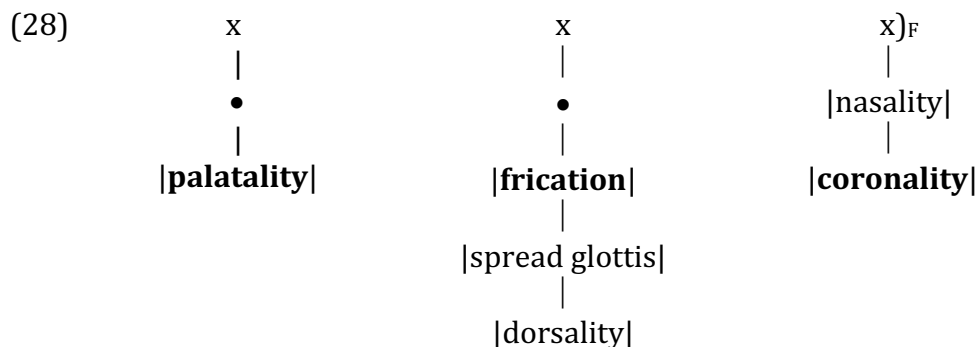 (28) x x x)F
• • |nasality|
|palatality| |frication| |coronality|
|spread glottis|
|dorsality|